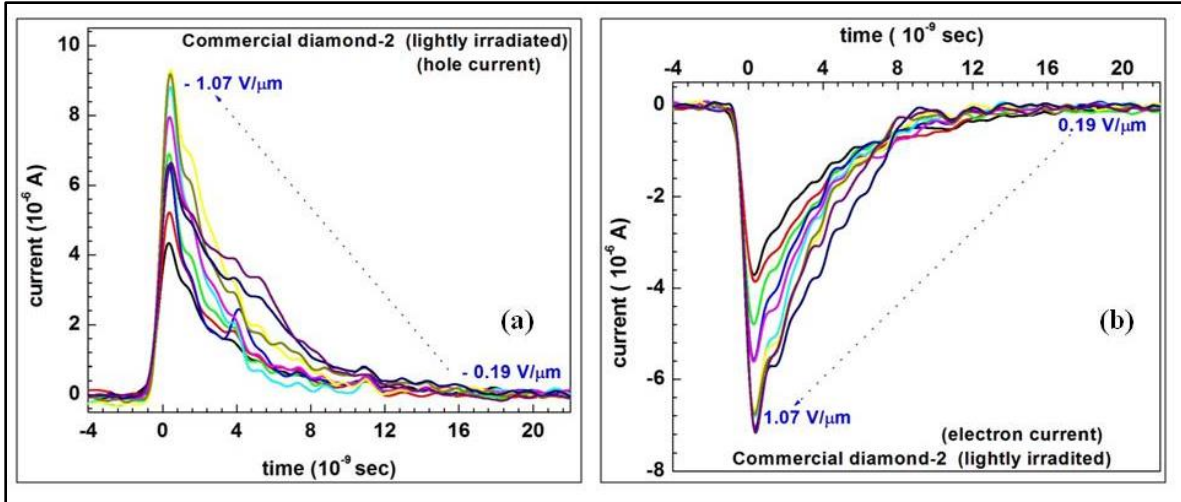 Commercial diamond-2 (lightly irradiated)
(hole current)
- 1.07 V/μm
- 0.19 V/μm
(a)
current (10⁻⁶ A)
10
8
6
4
2
0
-4 0 4 8 12 16 20
time (10⁻⁹ sec)
time ( 10⁻⁹ sec)
-4 0 4 8 12 16 20
0
-2
-4
-6
-8
current ( 10⁻⁶ A)
0.19 V/μm
(b)
1.07 V/μm
(electron current)
Commercial diamond-2 (lightly irradited)